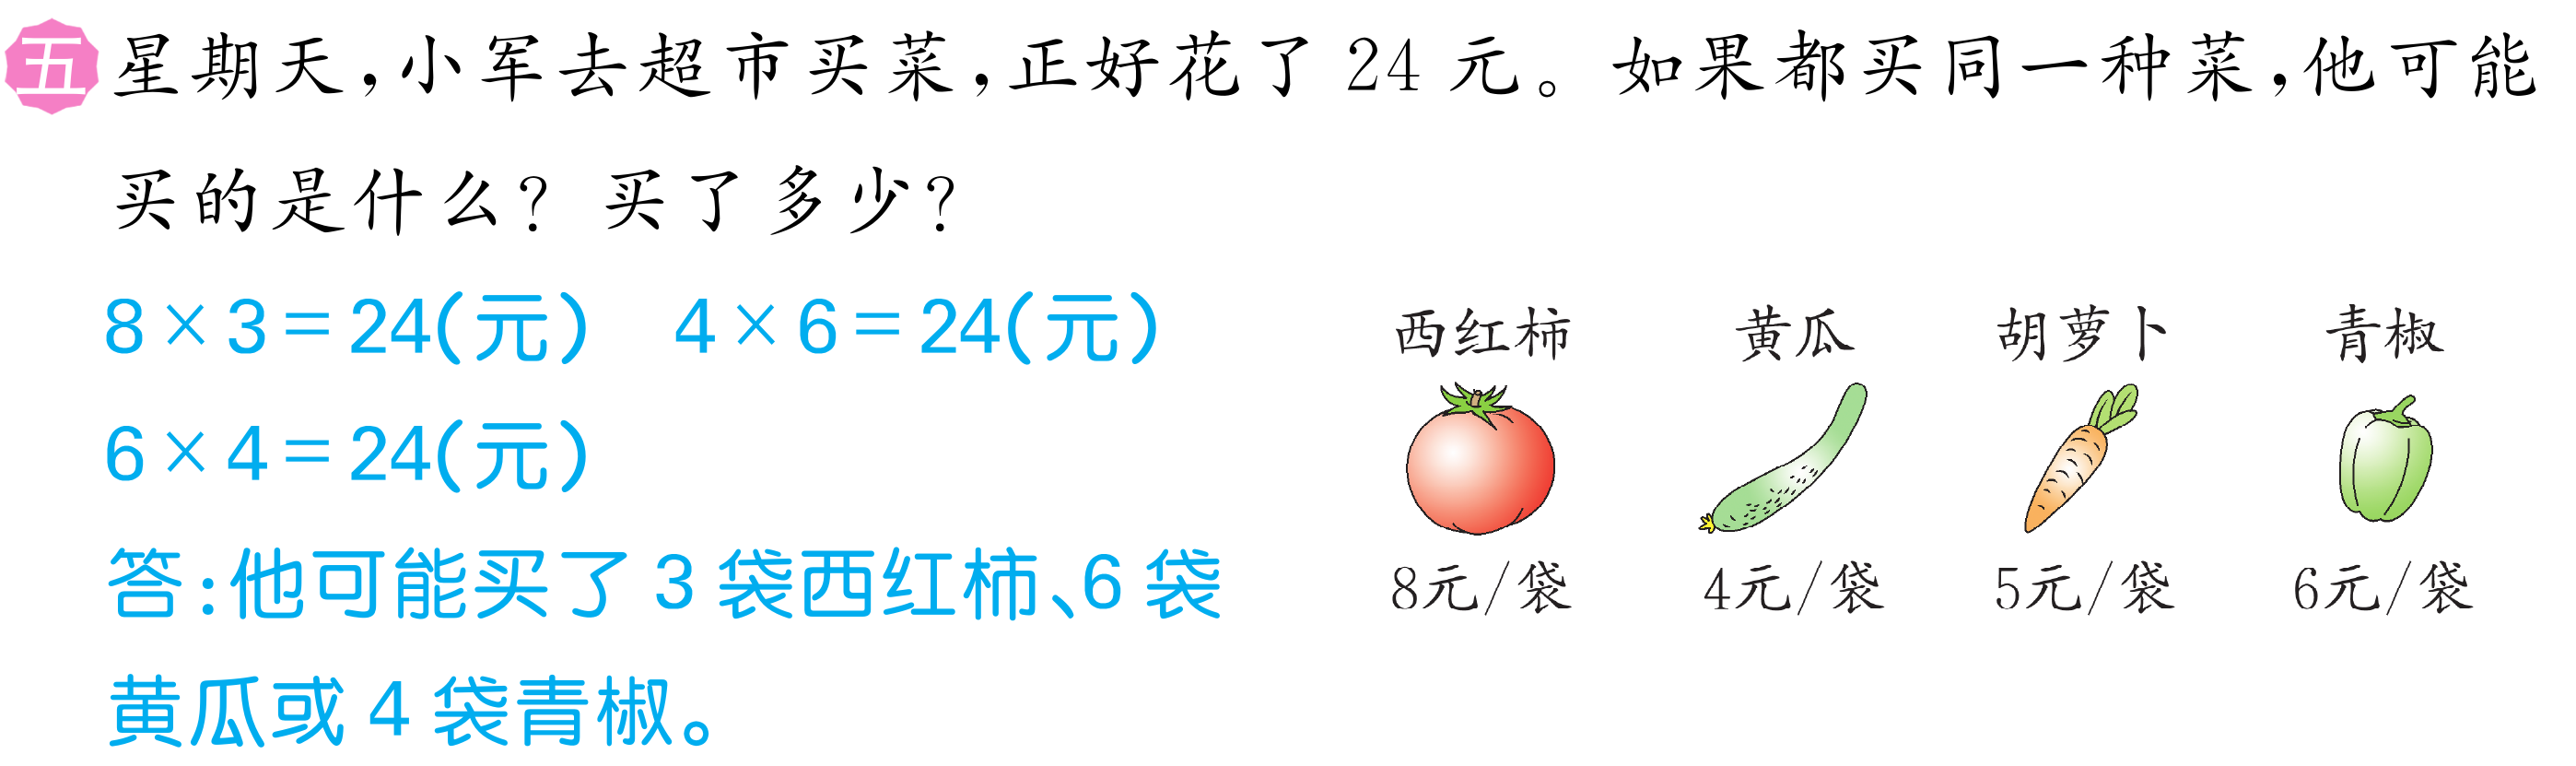 五 星期天,小军去超市买菜,正好花了 24 元。如果都买同一种菜,他可能
买的是什么? 买了多少?
8×3=24(元) 4×6=24(元)
6×4=24(元)
答:他可能买了 3 袋西红柿、6 袋
黄瓜或 4 袋青椒。
西红柿 黄瓜 胡萝卜 青椒
8元/袋 4元/袋 5元/袋 6元/袋